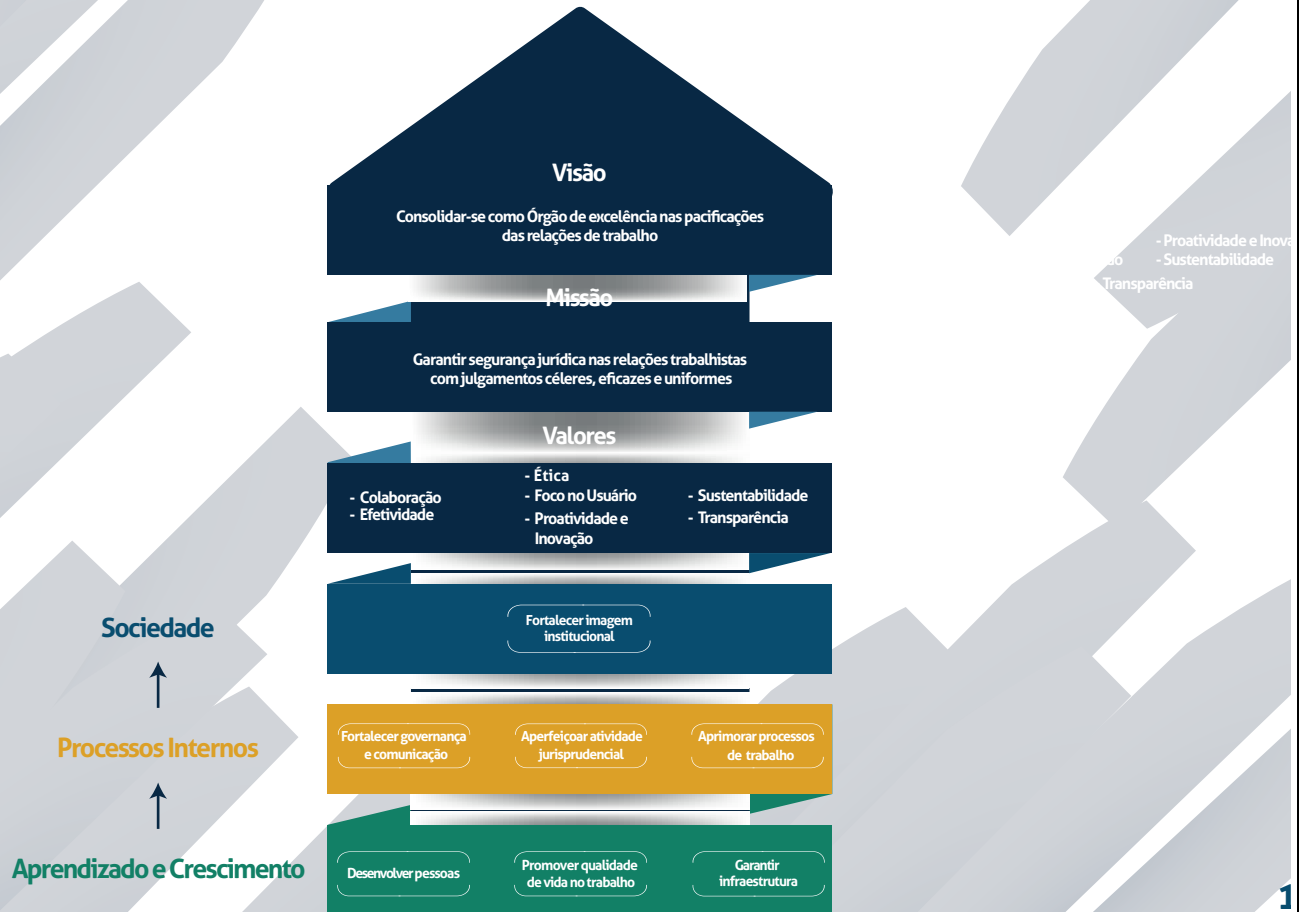 Visão
Consolidar-se como Órgão de excelência nas pacificações
das relações de trabalho
- Proatividade e Inova
ão
- Sustentabilidade
Transparência
Missão
Garantir segurança jurídica nas relações trabalhistas
com julgamentos céleres, eficazes e uniformes
Valores
- Colaboração
- Efetividade
- Ética
- Foco no Usuário
- Proatividade e
Inovação
- Sustentabilidade
- Transparência
Sociedade
Fortalecer imagem
institucional
Processos Internos
Fortalecer governança
e comunicação
Aperfeiçoar atividade
jurisprudencial
Aprimorar processos
de trabalho
Aprendizado e Crescimento
Desenvolver pessoas
Promover qualidade
de vida no trabalho
Garantir
infraestrutura
1